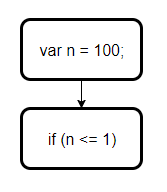 var n = 100;
if (n <= 1)